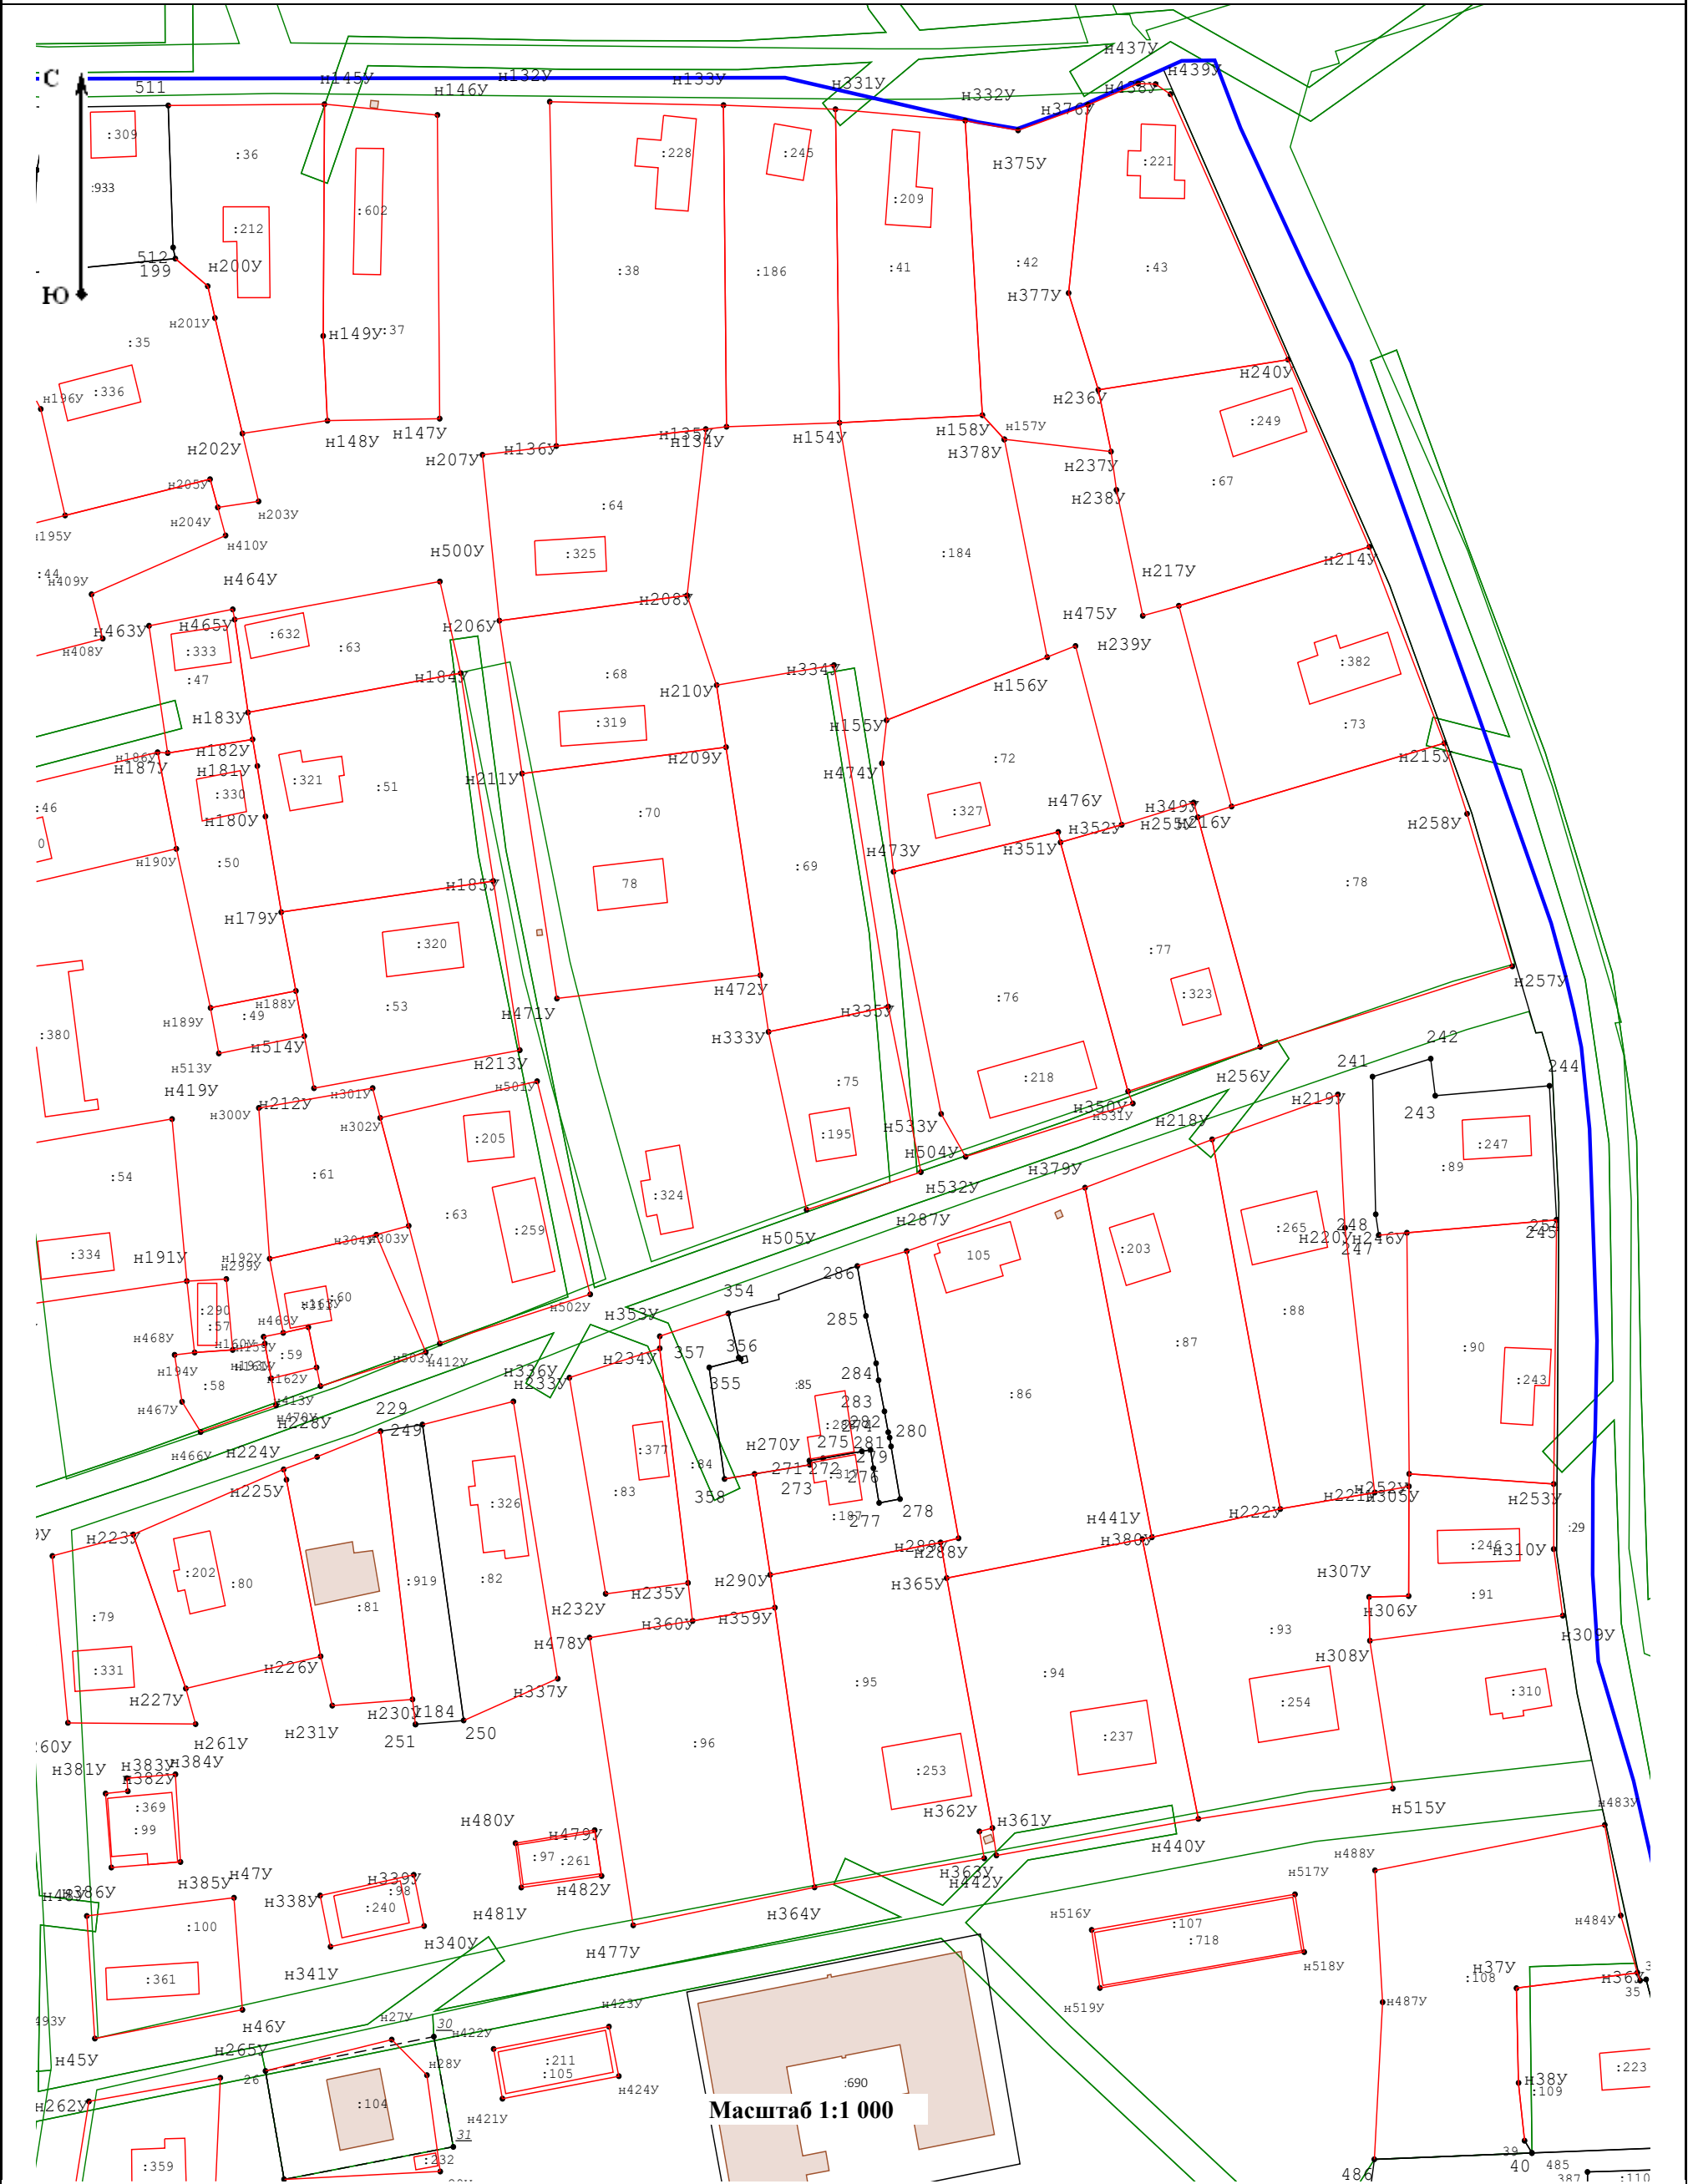 н437У
н439У
С
511
н145У
н146У
н132У
н133У
н331У
н332У
н376У
н438У
:309
:36
:228
:245
н375У
:221
:933
:602
:209
:212
512
199
н200У
:38
:186
:41
:42
:43
Ю
н377У
н201У
н149У
:37
:35
н240У
:336
н196У
н236У
н202У
н148У
н147У
н135У
н134У
н154У
н158У
н157У
:249
н207У
н136У
н378У
н237У
н205У
н238У
:67
н204У
н203У
:64
н410У
н500У
:325
:184
н214У
:44
н409У
н464У
н217У
н208У
н475У
н463У
н465У
:632
н206У
н408У
:333
:63
н239У
:47
н184У
:68
н334У
н156У
:382
н210У
н183У
:319
н155У
:73
н186У
н187У
н182У
н181У
н211У
н209У
н474У
:72
н215У
:321
:330
:51
:46
н180У
:70
:327
н476У
н349У
н352У
н255У
н216У
н258У
н190У
:50
н351У
н473У
:69
78
:78
н185У
н179У
:320
:77
н257У
н472У
:76
:323
н189У
н188У
:49
:53
н471У
н335У
:380
н514У
н333У
н513У
н213У
241
242
н419У
н501У
:75
:218
н256У
244
н300У
н212У
н301У
н350У
н531У
н219У
243
н302У
:205
:195
н533У
н218У
:247
н504У
:89
:54
:61
н379У
:324
н532У
:63
:259
н287У
:265
248
254
:334
н191У
н192У
н304У
н303У
н505У
105
:203
н220У
247
н246У
245
н299У
286
:290
:60
н502У
354
285
:88
:57
н353У
н468У
н469У
356
:87
:90
н160У
н159У
:59
н503У
н412У
357
н234У
284
н194У
н162У
н336У
355
:85
:86
:243
:58
н233У
283
н467У
н413У
н470У
229
н228У
249
280
н466У
н224У
н270У
275
281
:377
279
:84
271
272
276
н225У
:326
358
273
:83
277
278
н252У
н305У
н253У
н222У
н223У
:187
:29
н441У
:202
н380У
н288У
:246
н310У
:80
:919
:82
н290У
н365У
н307У
:81
н235У
:91
:79
н232У
н359У
н360У
н306У
:93
н309У
н478У
:331
н226У
н308У
:94
н227У
:95
н337У
:254
:310
н230У
:1184
н231У
н261У
251
250
:237
:96
н381У
н383У
н384У
н382У
:253
:369
н515У
н483У
н480У
н362У
н361У
:99
н479У
н440У
:97
:261
н488У
н385У
н47У
н339У
н363У
н442У
н517У
н482У
:98
н338У
:100
:240
н364У
н516У
:107
н484У
н481У
:718
н340У
н477У
н518У
н341У
:361
:108
н37У
н36У
н519У
35
н423У
н487У
н27У
30
н46У
н422У
н45У
н265У
:211
н28У
:223
26
:105
:690
н38У
н424У
:109
н262У
:104
н421У
Масштаб 1:1 000
31
:232
39
40
485
:359
486
387
:110